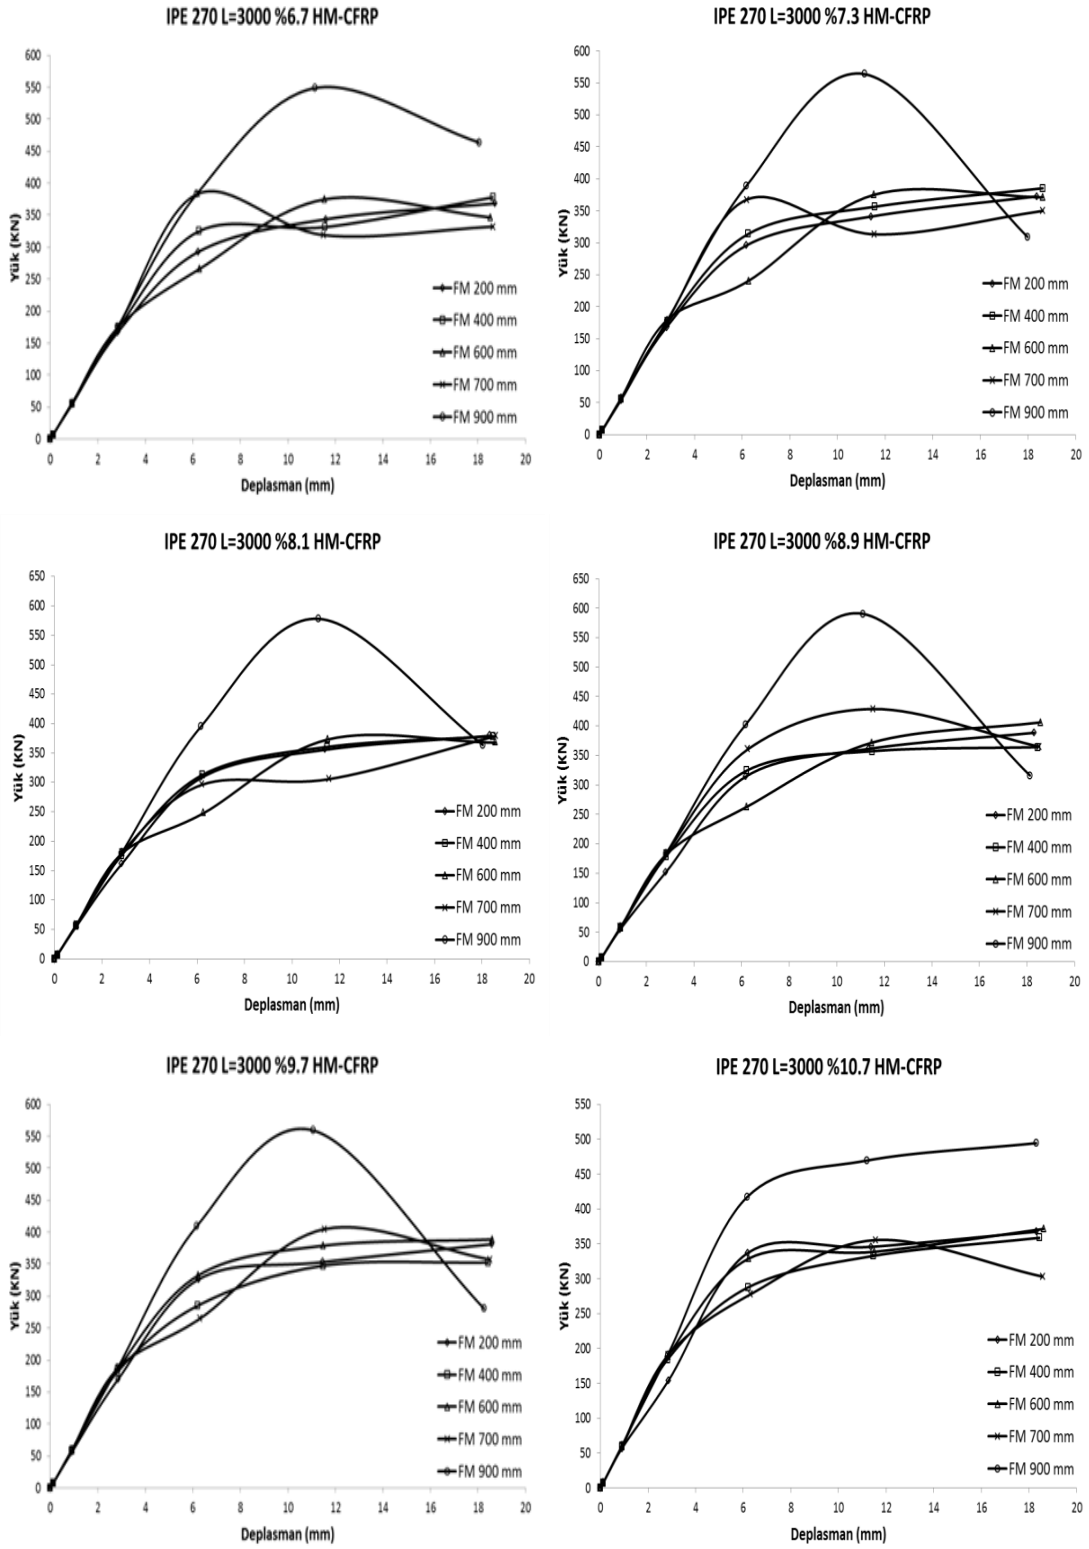 IPE 270 L=3000 %6.7 HM-CFRP
600
550
500
450
400
350
300
250
200
150
100
50
0
Yük (KN)
FM 200 mm
FM 400 mm
FM 600 mm
FM 700 mm
FM 900 mm
0 2 4 6 8 10 12 14 16 18 20
Deplasman (mm)
IPE 270 L=3000 %7.3 HM-CFRP
600
550
500
450
400
350
300
250
200
150
100
50
0
Yük (KN)
FM 200 mm
FM 400 mm
FM 600 mm
FM 700 mm
FM 900 mm
0 2 4 6 8 10 12 14 16 18 20
Deplasman (mm)
IPE 270 L=3000 %8.1 HM-CFRP
650
600
550
500
450
400
350
300
250
200
150
100
50
0
Yük (KN)
FM 200 mm
FM 400 mm
FM 600 mm
FM 700 mm
FM 900 mm
0 2 4 6 8 10 12 14 16 18 20
Deplasman (mm)
IPE 270 L=3000 %8.9 HM-CFRP
650
600
550
500
450
400
350
300
250
200
150
100
50
0
Yük (KN)
FM 200 mm
FM 400 mm
FM 600 mm
FM 700 mm
FM 900 mm
0 2 4 6 8 10 12 14 16 18 20
Deplasman (mm)
IPE 270 L=3000 %9.7 HM-CFRP
600
550
500
450
400
350
300
250
200
150
100
50
0
Yük (KN)
FM 200 mm
FM 400 mm
FM 600 mm
FM 700 mm
FM 900 mm
0 2 4 6 8 10 12 14 16 18 20
Deplasman (mm)
IPE 270 L=3000 %10.7 HM-CFRP
550
500
450
400
350
300
250
200
150
100
50
0
Yük (KN)
FM 200 mm
FM 400 mm
FM 600 mm
FM 700 mm
FM 900 mm
0 2 4 6 8 10 12 14 16 18 20
Deplasman (mm)